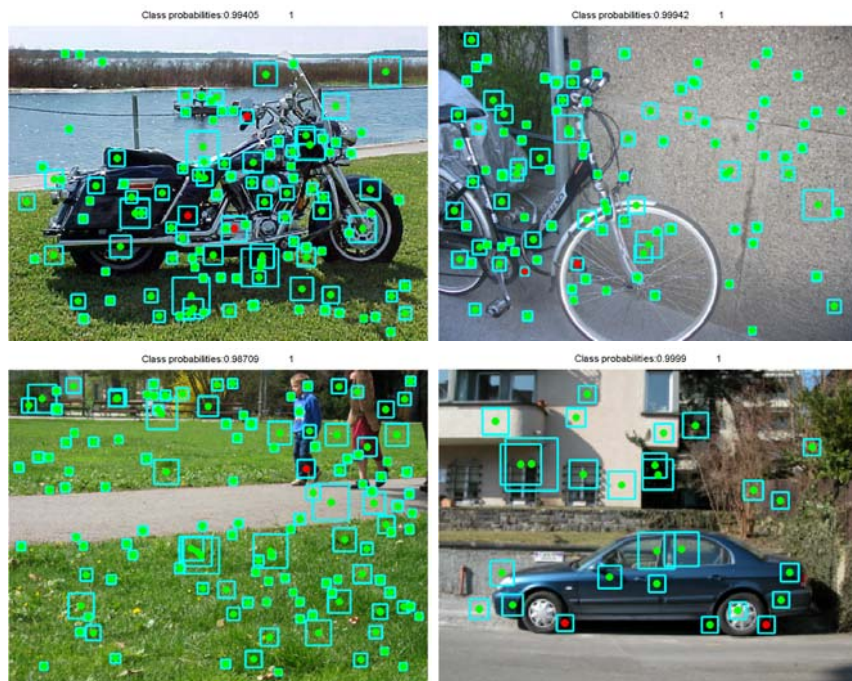 Class probabilities:0.99405 1
Class probabilities:0.99942 1
Class probabilities:0.98709 1
Class probabilities:0.9999 1